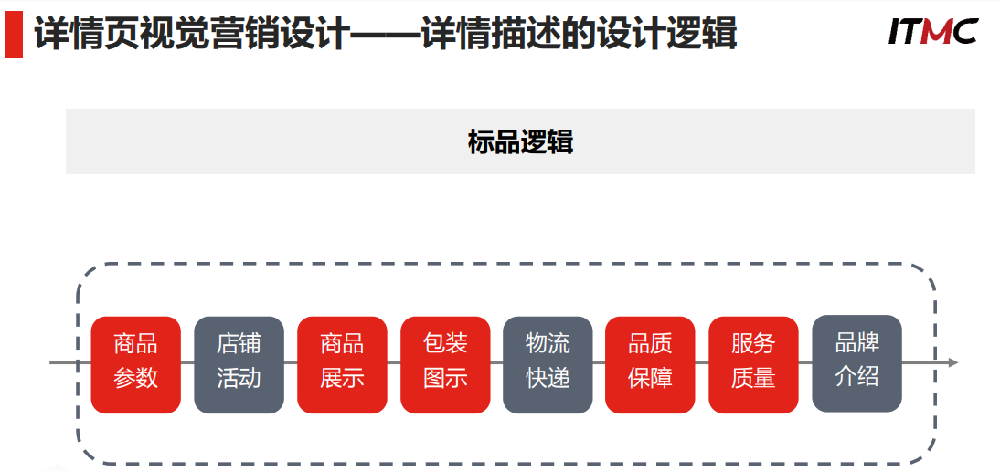 详情页视觉营销设计——详情描述的设计逻辑
ITMC
标品逻辑
商品
参数
店铺
活动
商品
展示
包装
图示
物流
快递
品质
保障
服务
质量
品牌
介绍